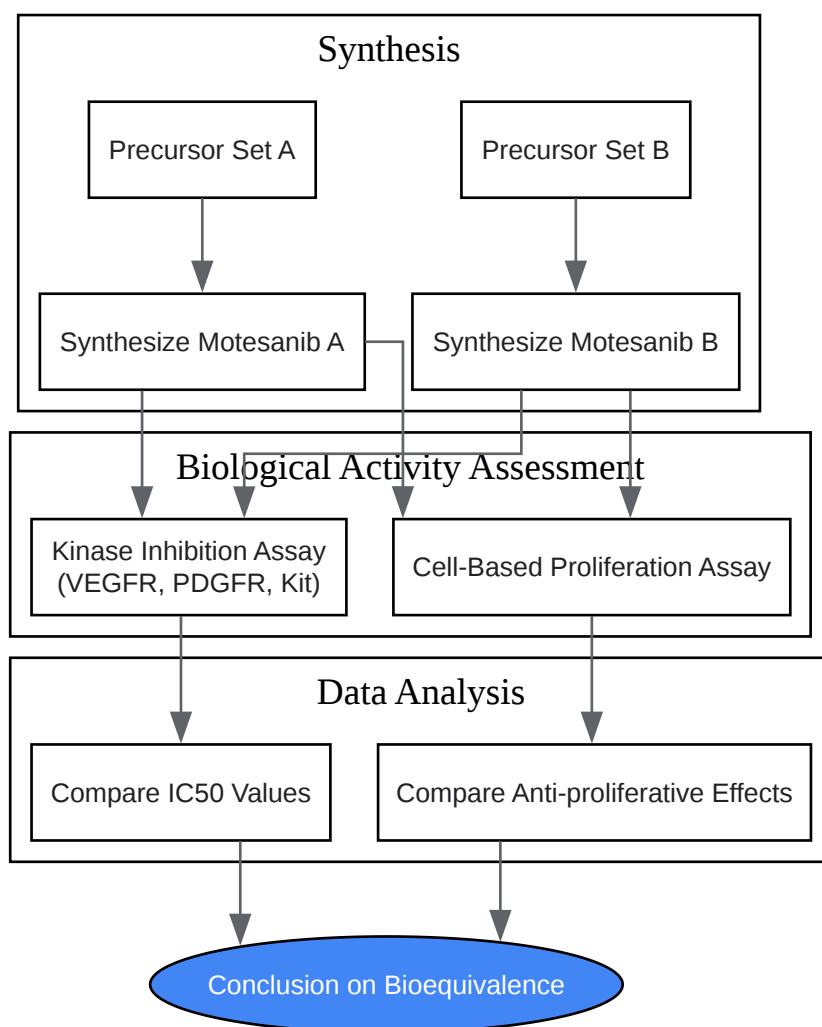 Synthesis
Precursor Set A
Precursor Set B
Synthesize Motesanib A
Synthesize Motesanib B
Biological Activity Assessment
Kinase Inhibition Assay
(VEGFR, PDGFR, Kit)
Cell-Based Proliferation Assay
Data Analysis
Compare IC50 Values
Compare Anti-proliferative Effects
Conclusion on Bioequivalence